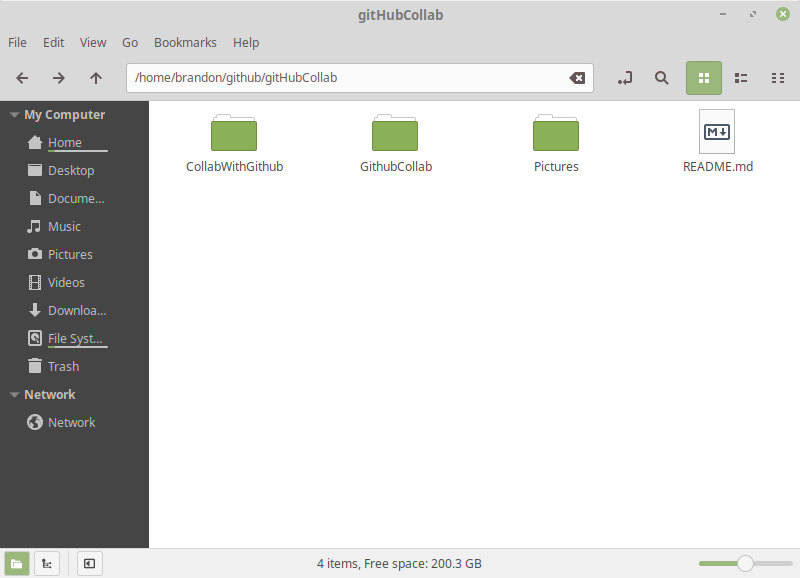 gitHubCollab
File Edit View Go Bookmarks Help
/home/brandon/github/gitHubCollab
My Computer
Home
Desktop
Docume...
Music
Pictures
Videos
Downloa...
File Syst...
Trash
Network
Network
CollabWithGithub
GithubCollab
Pictures
M
README.md
4 items, Free space: 200.3 GB